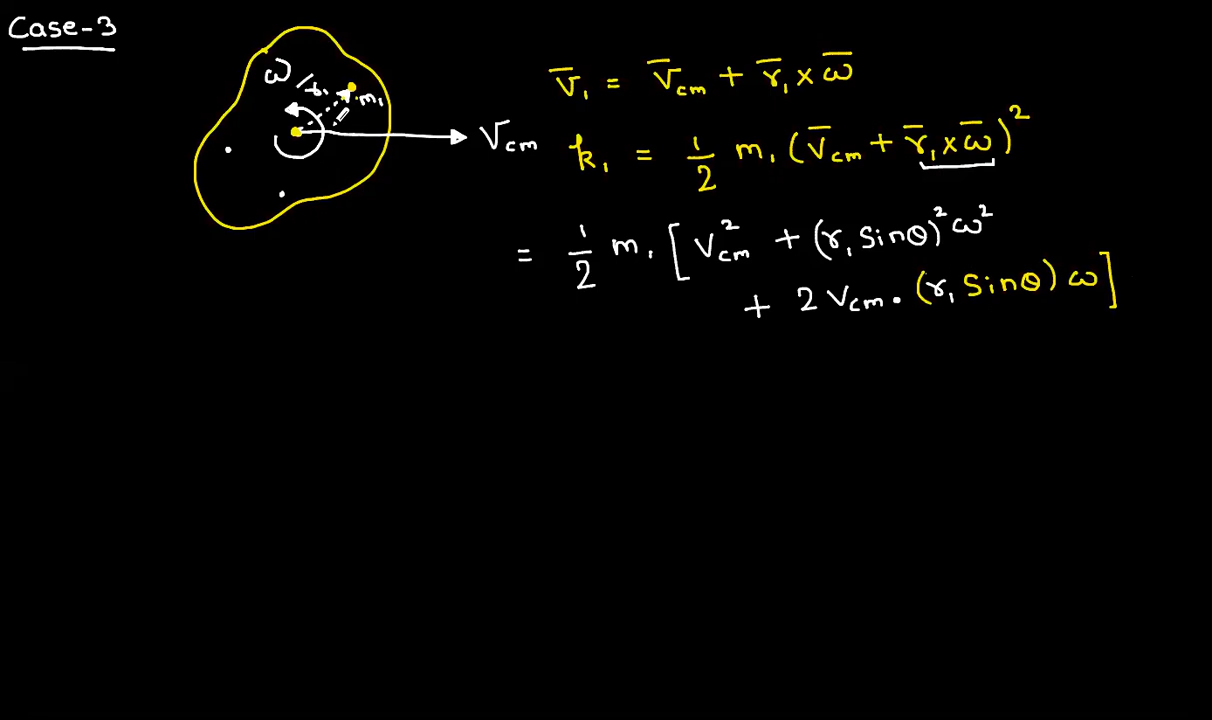 Case-3
ω r₁ m₁
V̅cm
V̅₁ = V̅cm + r̅₁ × ω̅
k₁ = 1/2 m₁ (V̅cm + r̅₁ × ω̅)²
= 1/2 m₁ [Vcm² + (r₁ sinθ)² ω²
+ 2 Vcm · (r₁ sinθ) ω]